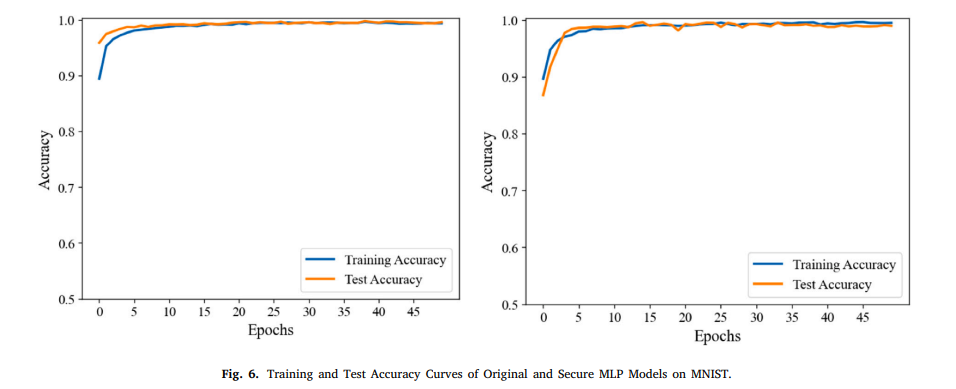 1.0
0.9
0.8
0.7
0.6
0.5
Accuracy
0 5 10 15 20 25 30 35 40 45
Epochs
Training Accuracy
Test Accuracy
1.0
0.9
0.8
0.7
0.6
0.5
Accuracy
0 5 10 15 20 25 30 35 40 45
Epochs
Training Accuracy
Test Accuracy
Fig. 6. Training and Test Accuracy Curves of Original and Secure MLP Models on MNIST.